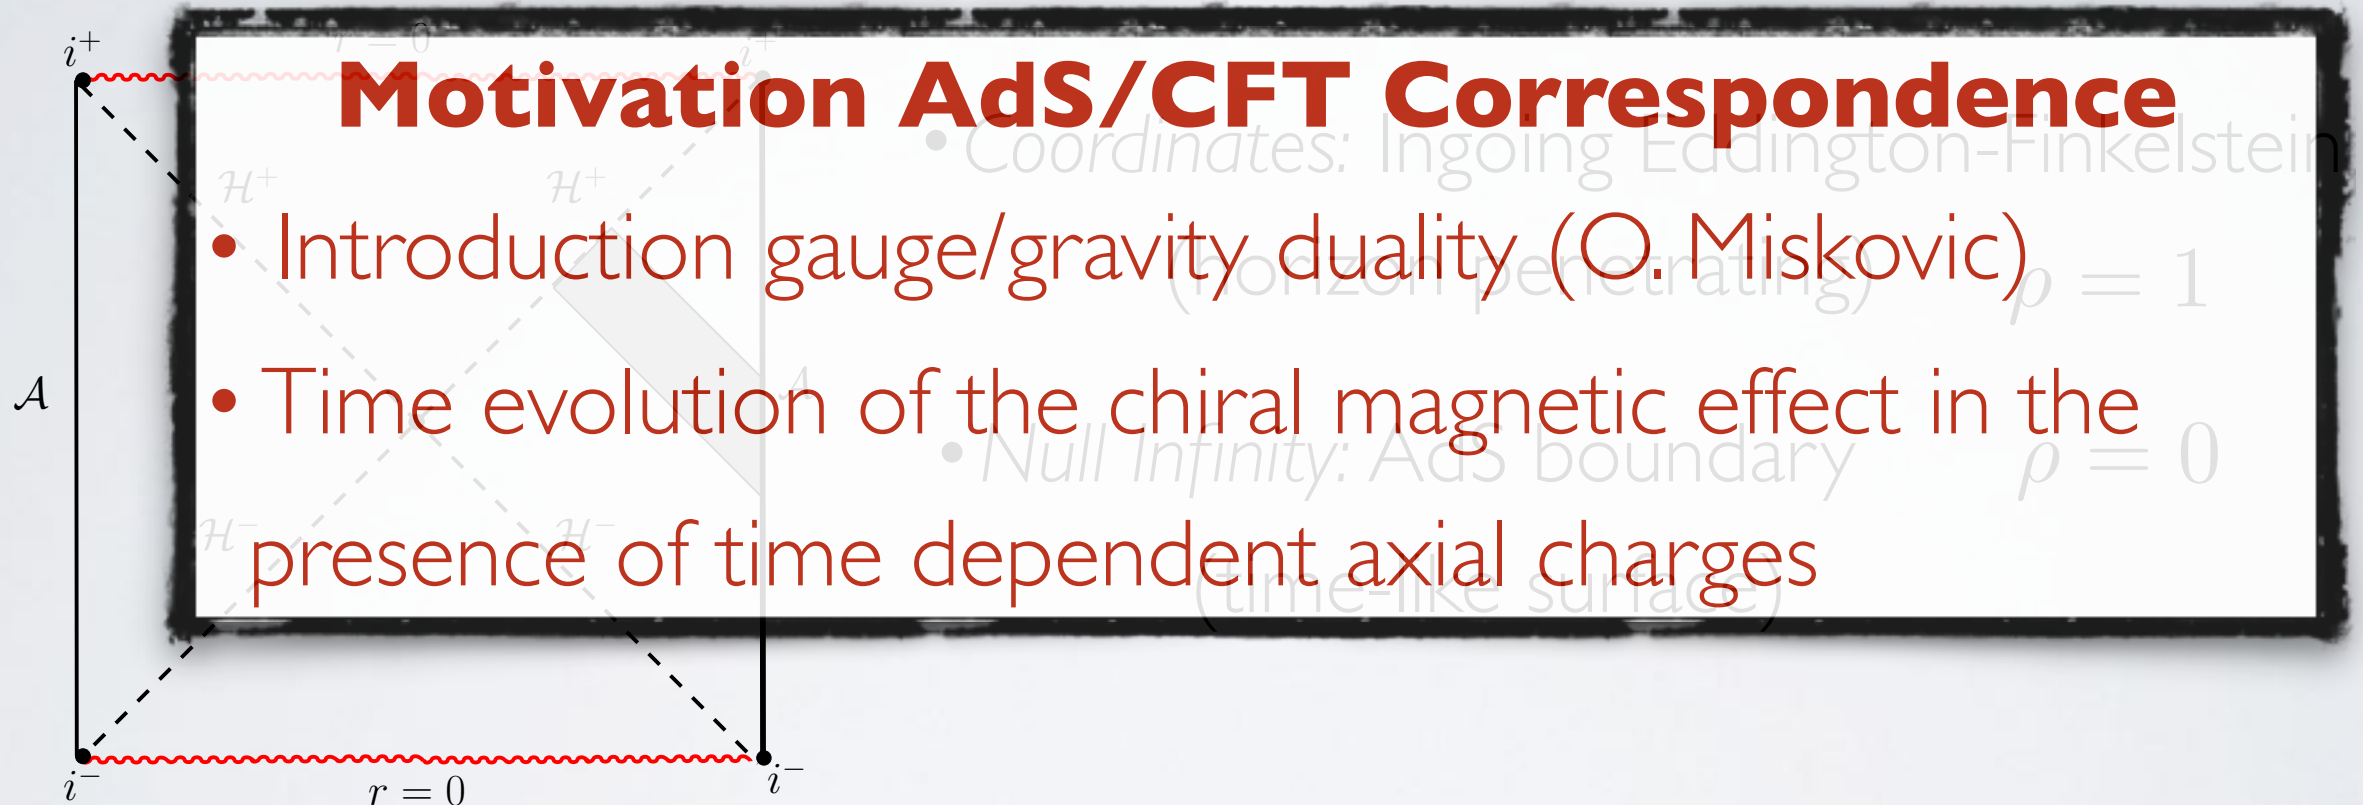 i⁺
r = 0
i⁺
Motivation AdS/CFT Correspondence
• Coordinates: Ingoing Eddington-Finkelstein
ℋ⁺
ℋ⁺
• Introduction gauge/gravity duality (O. Miskovic)
(horizon penetrating)
ρ = 1
𝒜
𝒜
• Time evolution of the chiral magnetic effect in the
• Null Infinity: AdS boundary
ρ = 0
ℋ⁻
ℋ⁻
presence of time dependent axial charges
(time-like surface)
i⁻
r = 0
i⁻